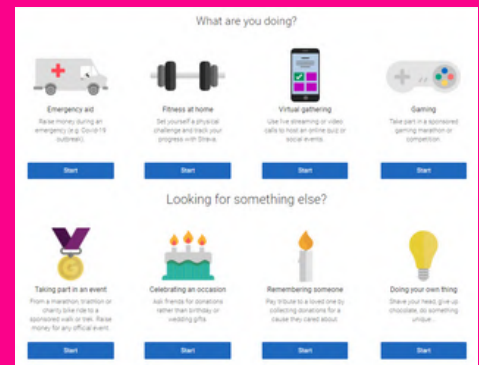 What are you doing?
Emergency aid
Raise money during an
emergency (e.g. Covid-19
outbreak).
Start
Fitness at home
Set yourself a physical
challenge and track your
progress with Strava.
Start
Virtual gathering
Use live streaming or video
calls to host an online quiz or
social events.
Start
Gaming
Take part in a sponsored
gaming marathon or
competition.
Start
Looking for something else?
Taking part in an event
From a marathon, triathlon or
charity bike ride to a
sponsored walk or trek. Raise
money for any official event.
Start
Celebrating an occasion
Ask friends for donations
rather than birthday or
wedding gifts.
Start
Remembering someone
Pay tribute to a loved one by
collecting donations for a
cause they cared about.
Start
Doing your own thing
Shave your head, give up
chocolate, do something
unique...
Start